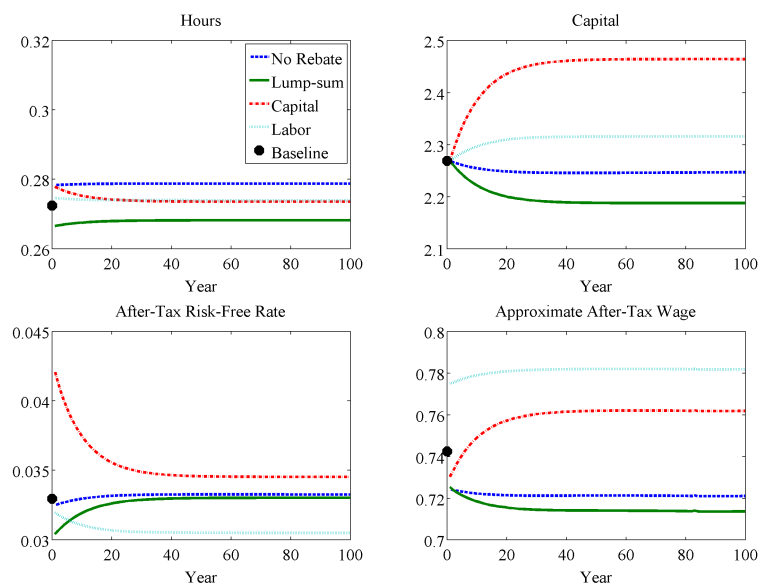 Hours
0.32
0.3
0.28
0.26
0 20 40 60 80 100
Year
No Rebate
Lump-sum
Capital
Labor
Baseline
Capital
2.5
2.4
2.3
2.2
2.1
0 20 40 60 80 100
Year
After-Tax Risk-Free Rate
0.045
0.04
0.035
0.03
0 20 40 60 80 100
Year
Approximate After-Tax Wage
0.8
0.78
0.76
0.74
0.72
0.7
0 20 40 60 80 100
Year